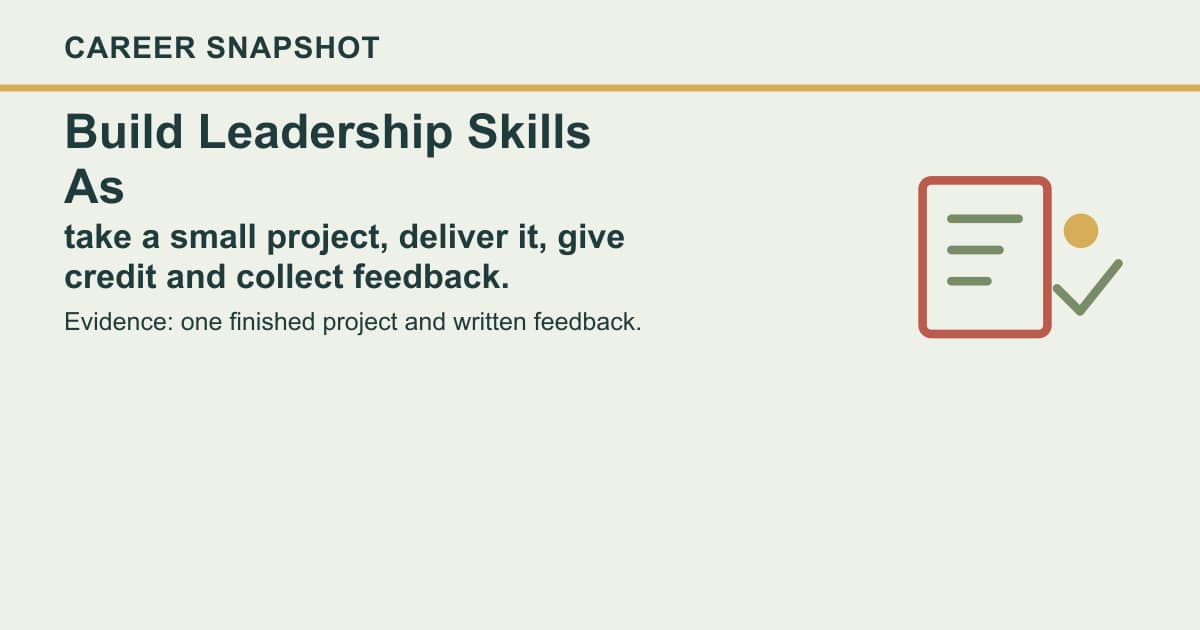 CAREER SNAPSHOT
Build Leadership Skills
As
take a small project, deliver it, give
credit and collect feedback.
Evidence: one finished project and written feedback.